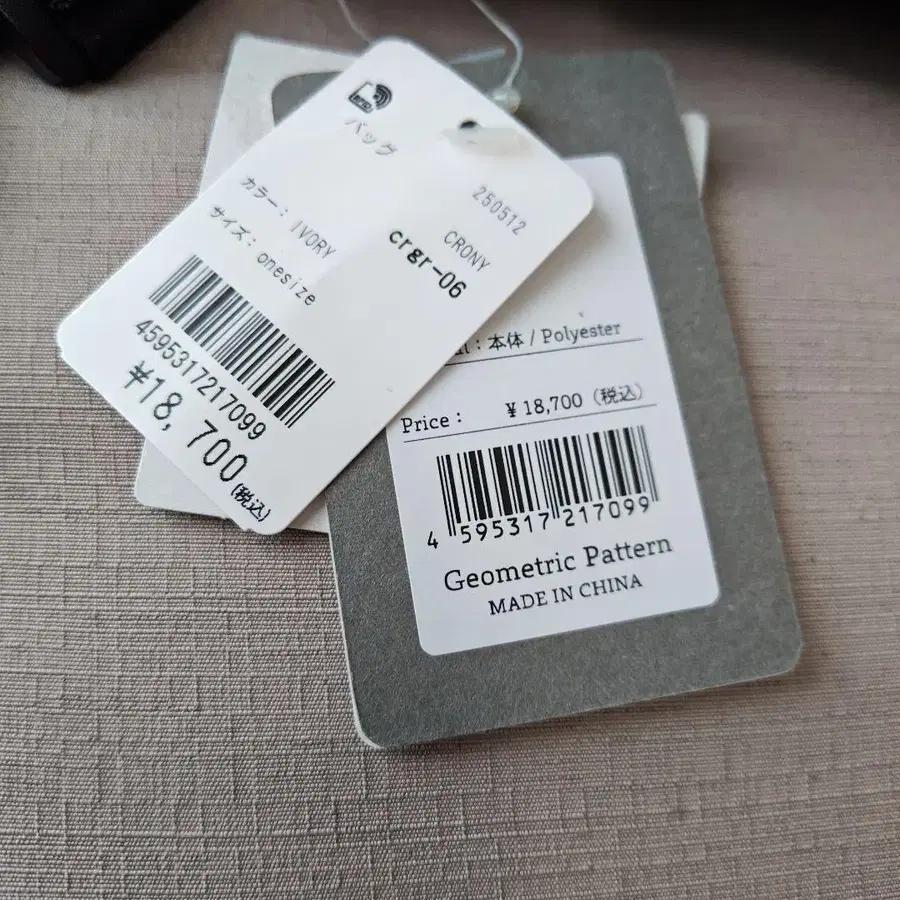 バッグ
250512
カラー: IVORY
CRONY
サイズ: onesize
crgr-06
4595317217099
¥18,700
(税込)
: 本体 / Polyester
Price : ¥ 18,700 (税込)
4 595317 217099
Geometric Pattern
MADE IN CHINA